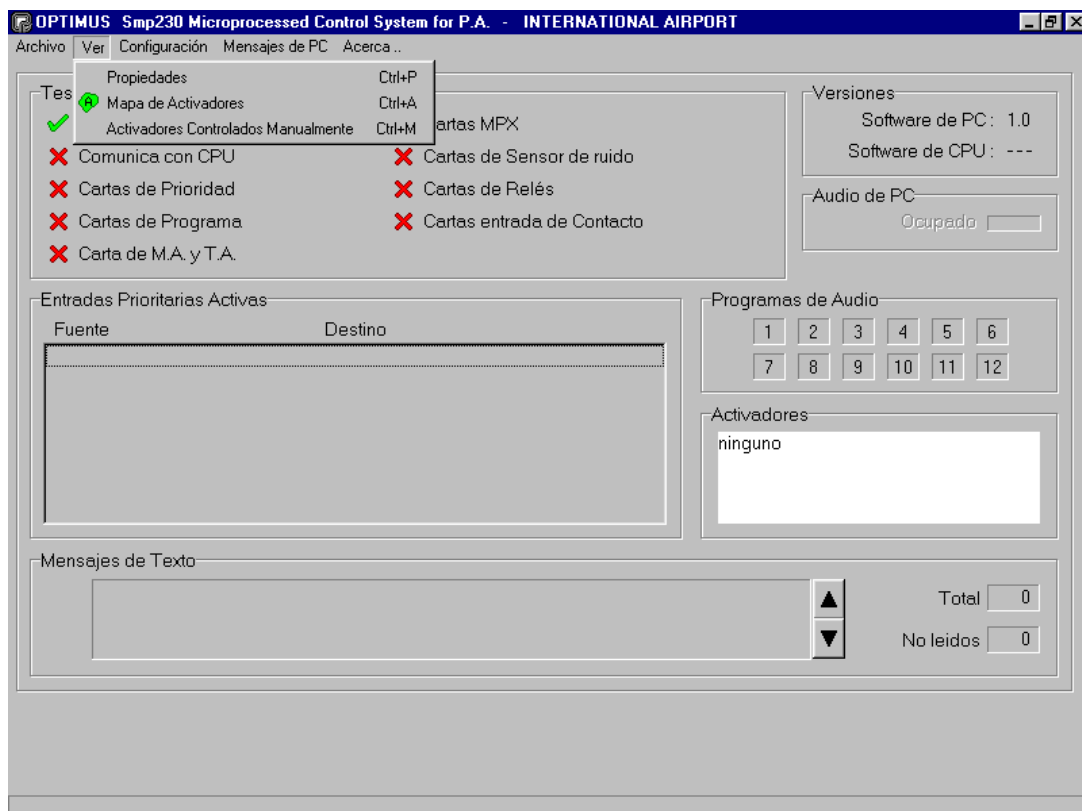 OPTIMUS Smp230 Microprocessed Control System for P.A. - INTERNATIONAL AIRPORT
Archivo Ver Configuración Mensajes de PC Acerca ..
Propiedades Ctrl+P
Mapa de Activadores Ctrl+A
Activadores Controlados Manualmente Ctrl+M
Tes
artas MPX
Comunica con CPU Cartas de Sensor de ruido
Cartas de Prioridad Cartas de Relés
Cartas de Programa Cartas entrada de Contacto
Carta de M.A. y T.A.
Versiones
Software de PC : 1.0
Software de CPU : ---
Audio de PC
Ocupado
Entradas Prioritarias Activas
Fuente Destino
Programas de Audio
1 2 3 4 5 6
7 8 9 10 11 12
Activadores
ninguno
Mensajes de Texto
Total 0
No leidos 0